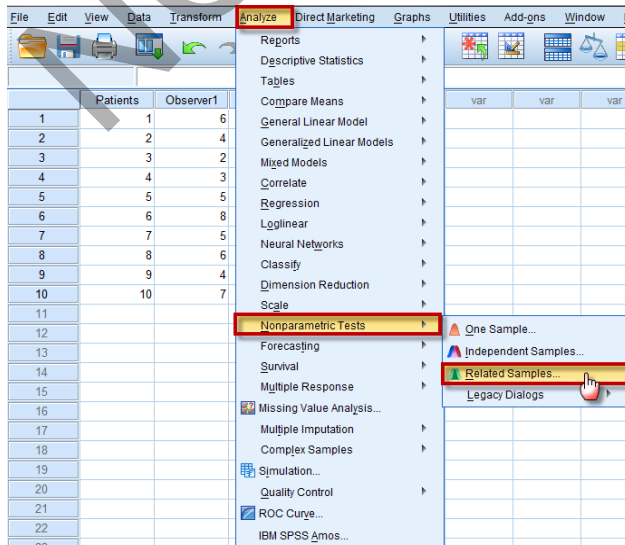 File Edit View Data Transform Analyze Direct Marketing Graphs Utilities Add-ons Window
Reports
Descriptive Statistics
Tables
Patients Observer1 Compare Means var var var
1 1 6 General Linear Model
2 2 4 Generalized Linear Models
3 3 2 Mixed Models
4 4 3 Correlate
5 5 5 Regression
6 6 8 Loglinear
7 7 5 Neural Networks
8 8 6 Classify
9 9 4 Dimension Reduction
10 10 7 Scale
11 Nonparametric Tests One Sample...
12 Forecasting Independent Samples...
13 Survival Related Samples...
14 Multiple Response Legacy Dialogs
15 Missing Value Analysis...
16 Multiple Imputation
17 Complex Samples
18 Simulation...
19 Quality Control
20 ROC Curve...
21 IBM SPSS Amos...
22